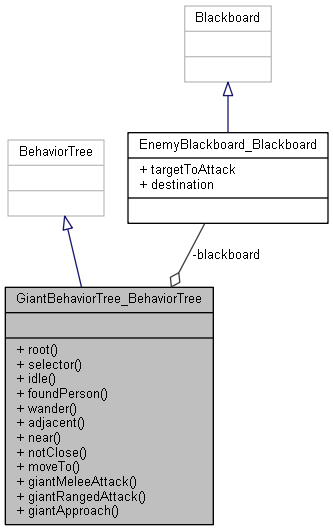 Blackboard
BehaviorTree
EnemyBlackboard_Blackboard
+ targetToAttack
+ destination
-blackboard
GiantBehaviorTree_BehaviorTree
+ root()
+ selector()
+ idle()
+ foundPerson()
+ wander()
+ adjacent()
+ near()
+ notClose()
+ moveTo()
+ giantMeleeAttack()
+ giantRangedAttack()
+ giantApproach()